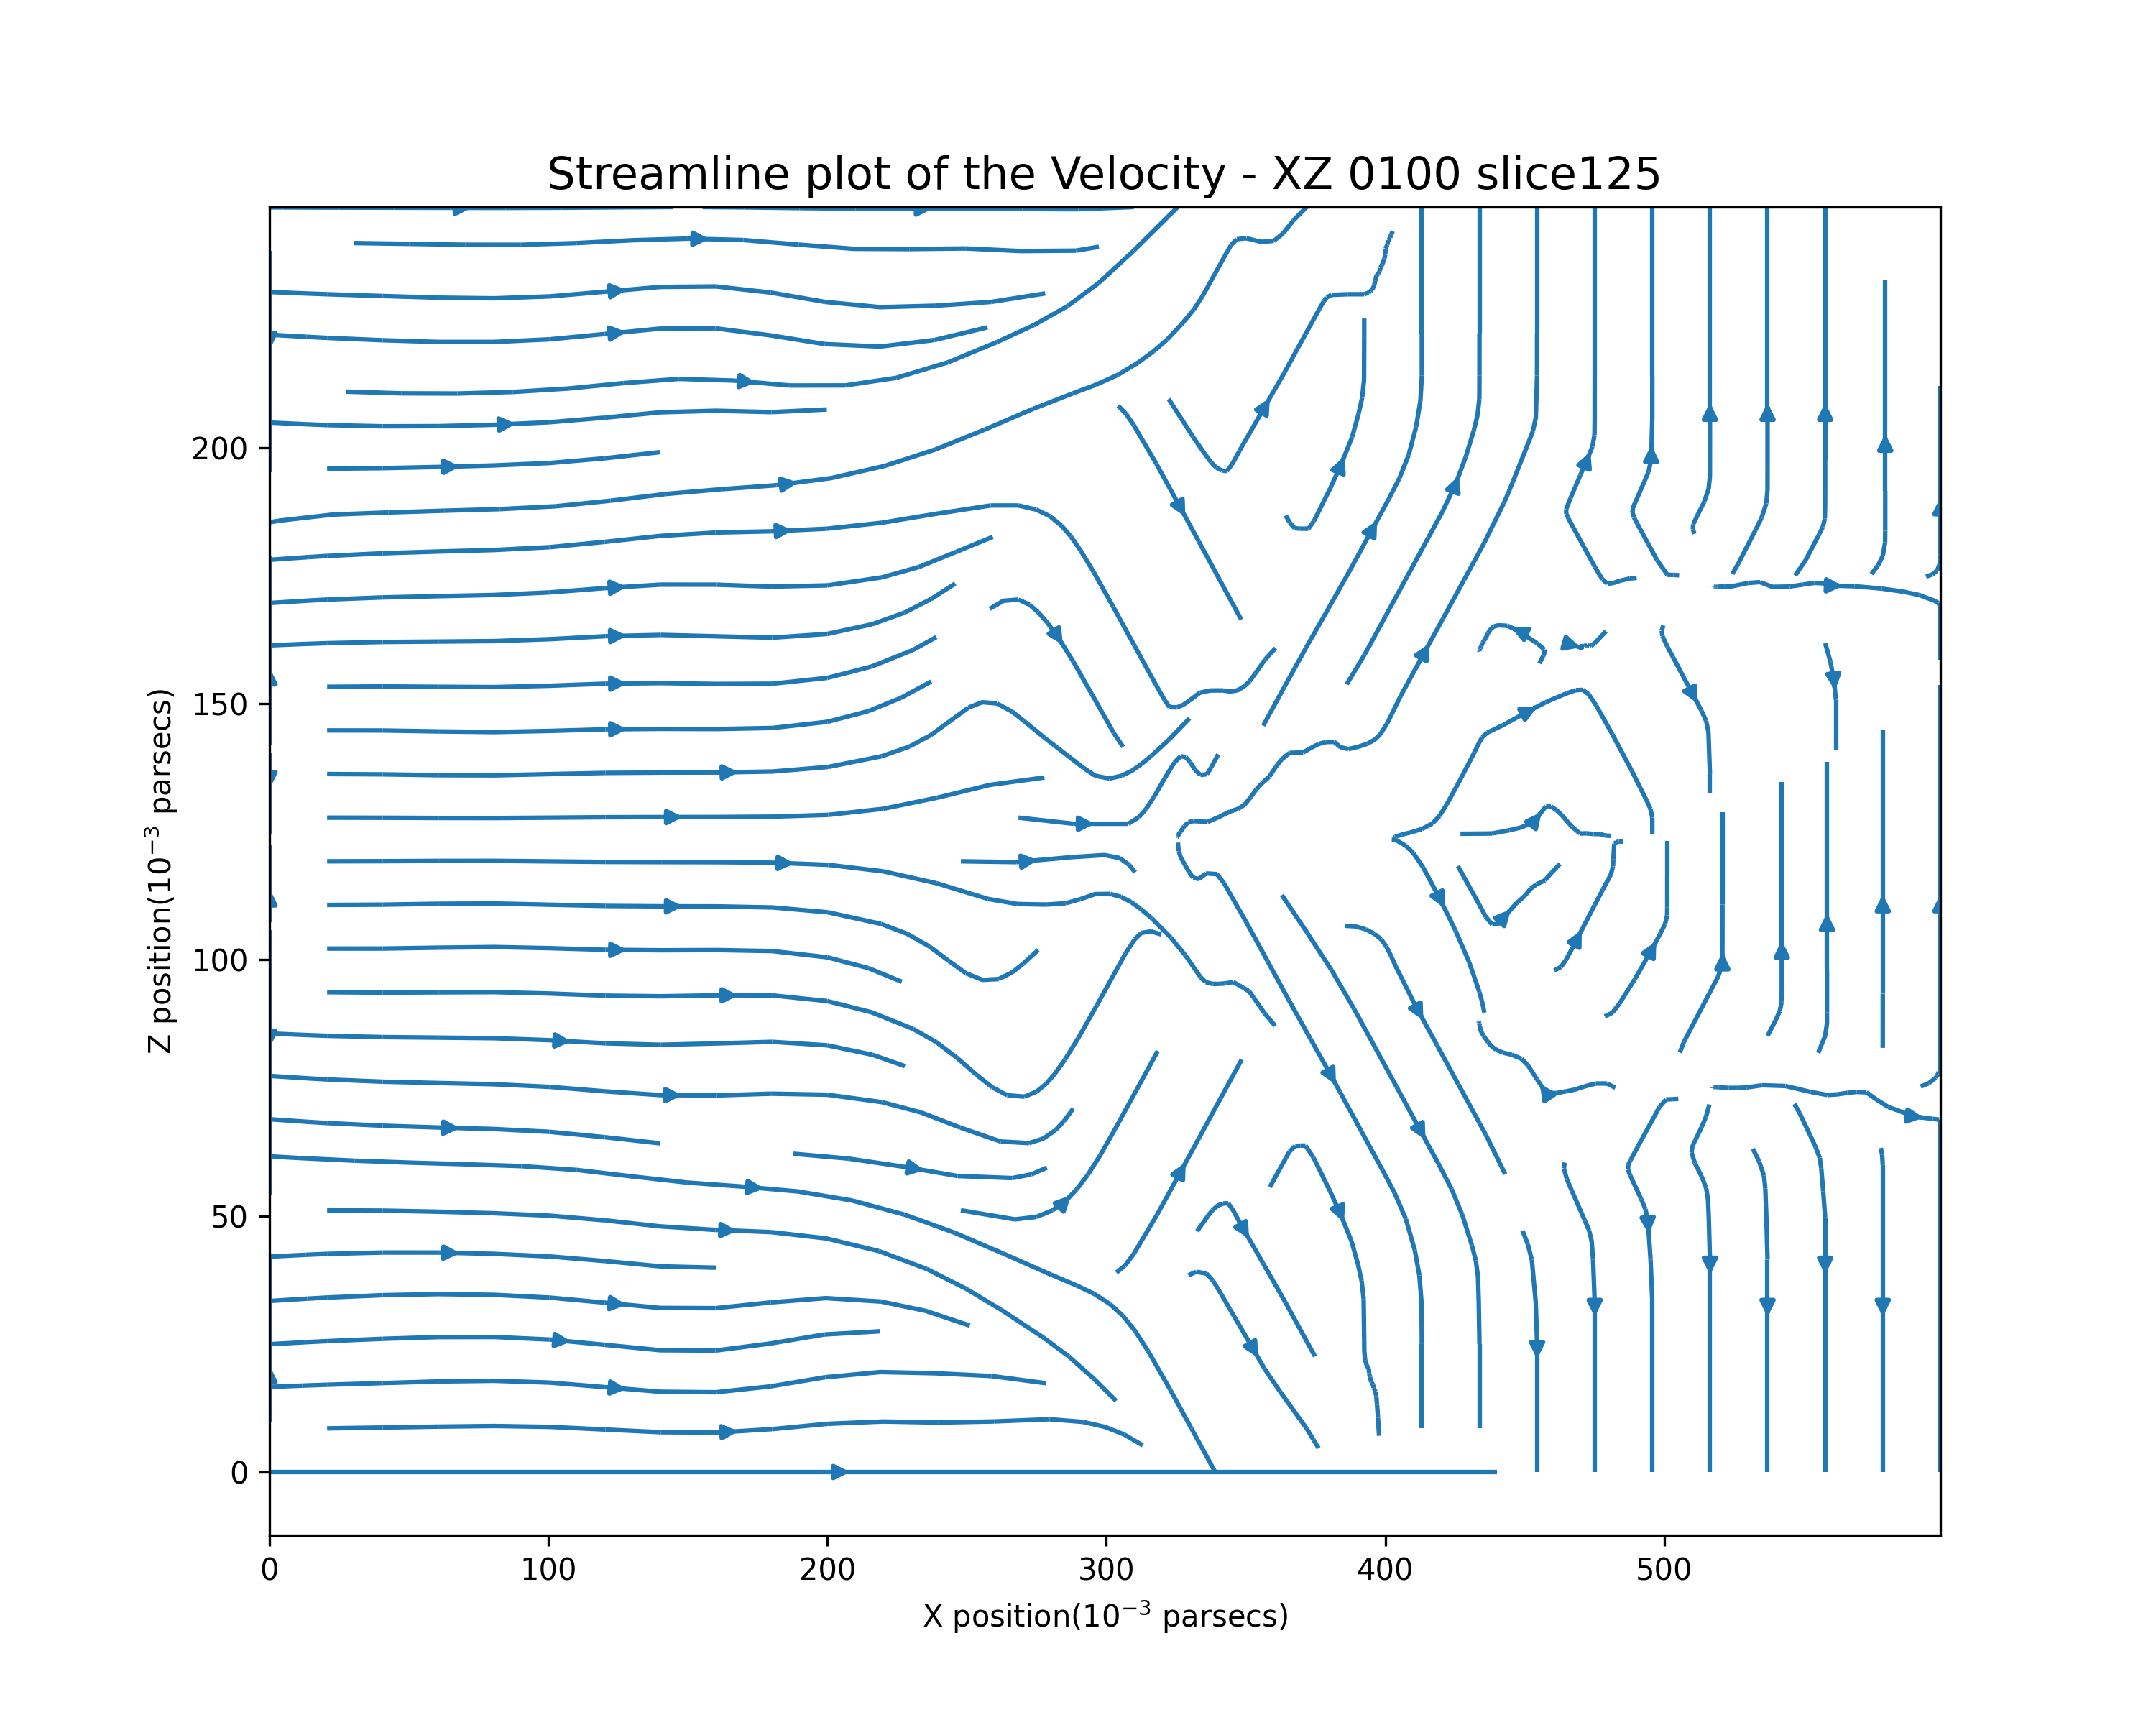 Streamline plot of the Velocity - XZ 0100 slice125
Z position(10⁻³ parsecs)
200
150
100
50
0
0 100 200 300 400 500
X position(10⁻³ parsecs)